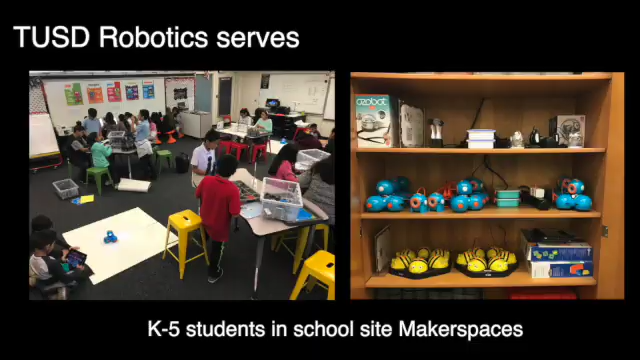 TUSD Robotics serves
ozobot
K-5 students in school site Makerspaces